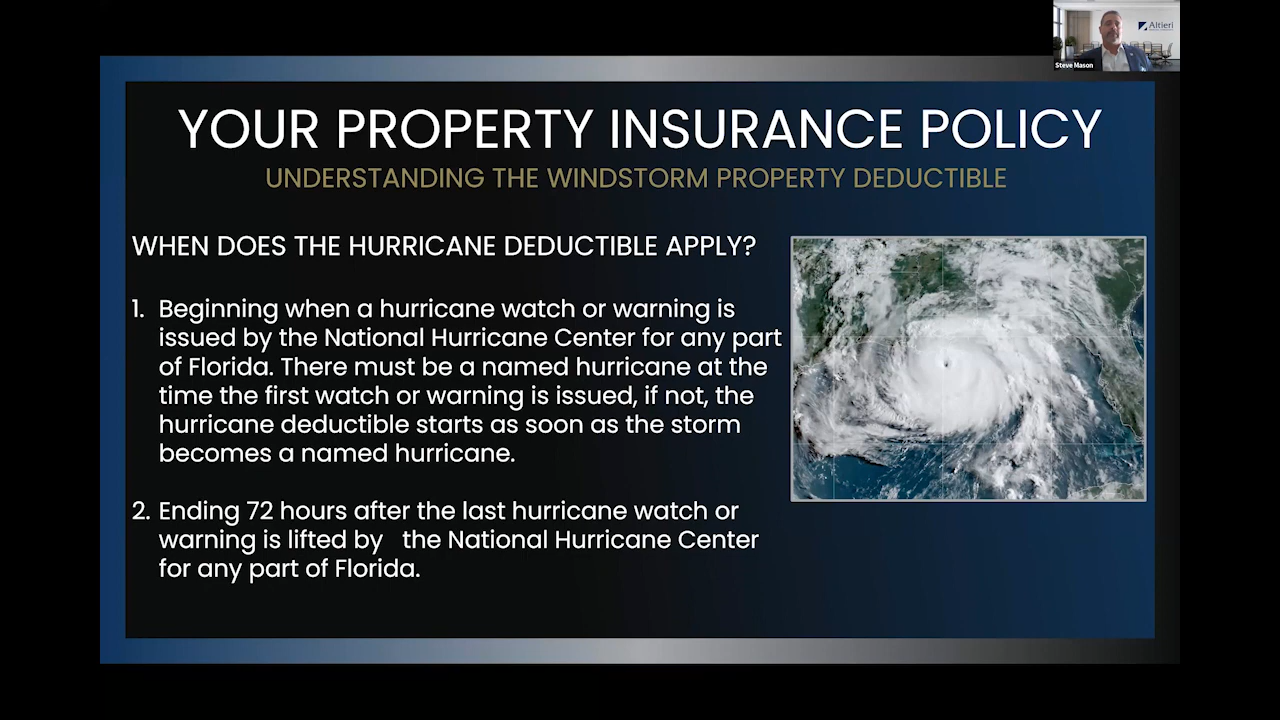 Altieri
Steve Mason
YOUR PROPERTY INSURANCE POLICY
UNDERSTANDING THE WINDSTORM PROPERTY DEDUCTIBLE
WHEN DOES THE HURRICANE DEDUCTIBLE APPLY?
1. Beginning when a hurricane watch or warning is
issued by the National Hurricane Center for any part
of Florida. There must be a named hurricane at the
time the first watch or warning is issued, if not, the
hurricane deductible starts as soon as the storm
becomes a named hurricane.
2. Ending 72 hours after the last hurricane watch or
warning is lifted by the National Hurricane Center
for any part of Florida.